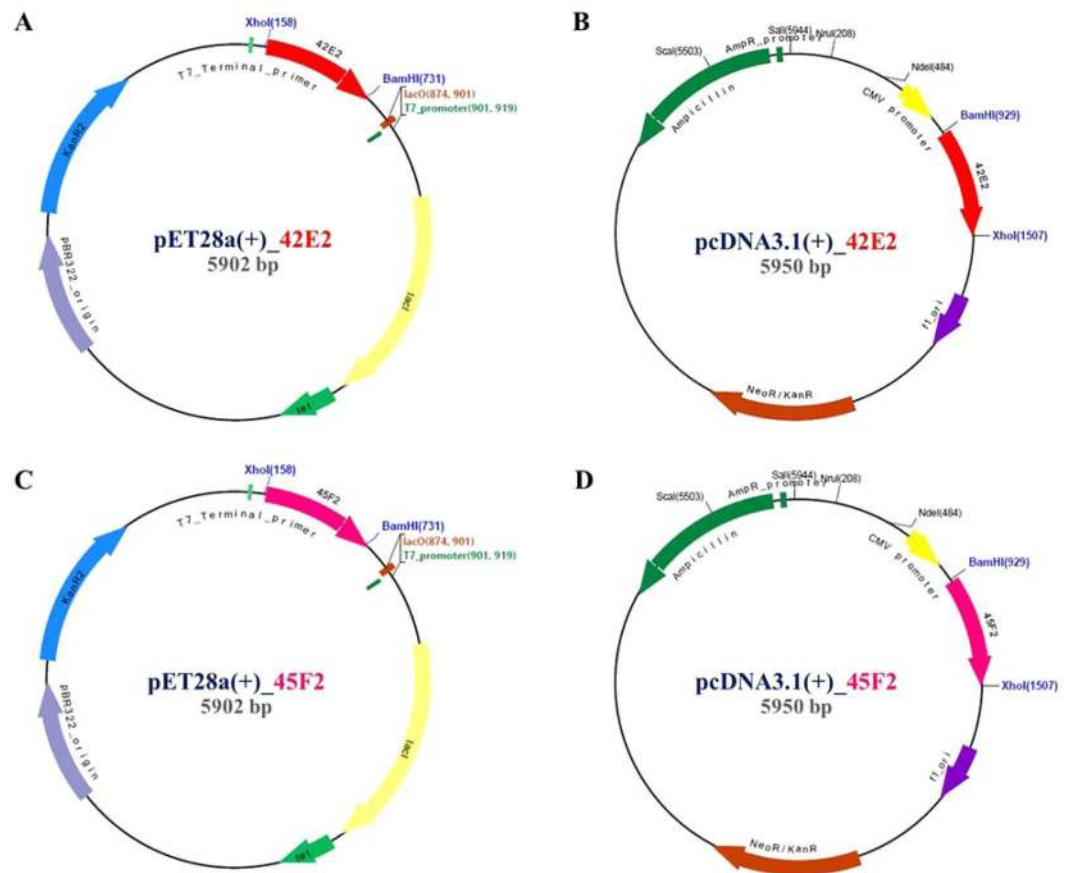 A
XhoI(158)
42E2
T7_Terminal_primer
BamHI(731)
lacO(874, 901)
T7_promoter(901, 919)
KanR2
pBR322_origin
lacI
tet
pET28a(+)_42E2
5902 bp
B
SalI(5944)
AmpR_promoter
NruI(208)
ScaI(5503)
NdeI(484)
Ampicillin
CMV promoter
BamHI(929)
42E2
XhoI(1507)
f1_ori
NeoR/KanR
pcDNA3.1(+)_42E2
5950 bp
C
XhoI(158)
45F2
T7_Terminal_primer
BamHI(731)
lacO(874, 901)
T7_promoter(901, 919)
KanR2
pBR322_origin
lacI
tet
pET28a(+)_45F2
5902 bp
D
SalI(5944)
AmpR_promoter
NruI(208)
ScaI(5503)
NdeI(484)
Ampicillin
CMV promoter
BamHI(929)
45F2
XhoI(1507)
f1_ori
NeoR/KanR
pcDNA3.1(+)_45F2
5950 bp